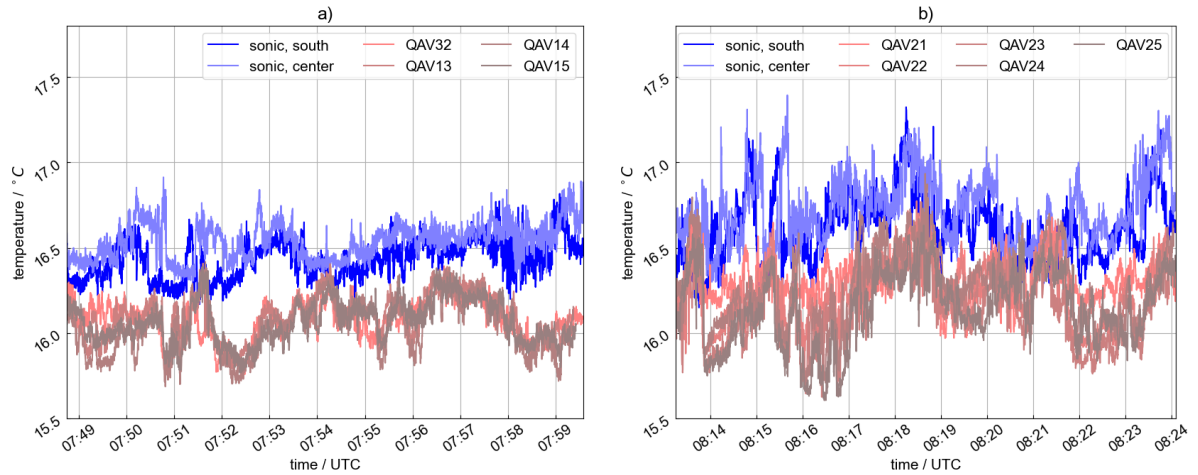 a)
sonic, south QAV32 QAV14
sonic, center QAV13 QAV15
temperature / °C
17.5
17.0
16.5
16.0
15.5
07:49 07:50 07:51 07:52 07:53 07:54 07:55 07:56 07:57 07:58 07:59
time / UTC
b)
sonic, south QAV21 QAV23 QAV25
sonic, center QAV22 QAV24
temperature / °C
17.5
17.0
16.5
16.0
15.5
08:14 08:15 08:16 08:17 08:18 08:19 08:20 08:21 08:22 08:23 08:24
time / UTC